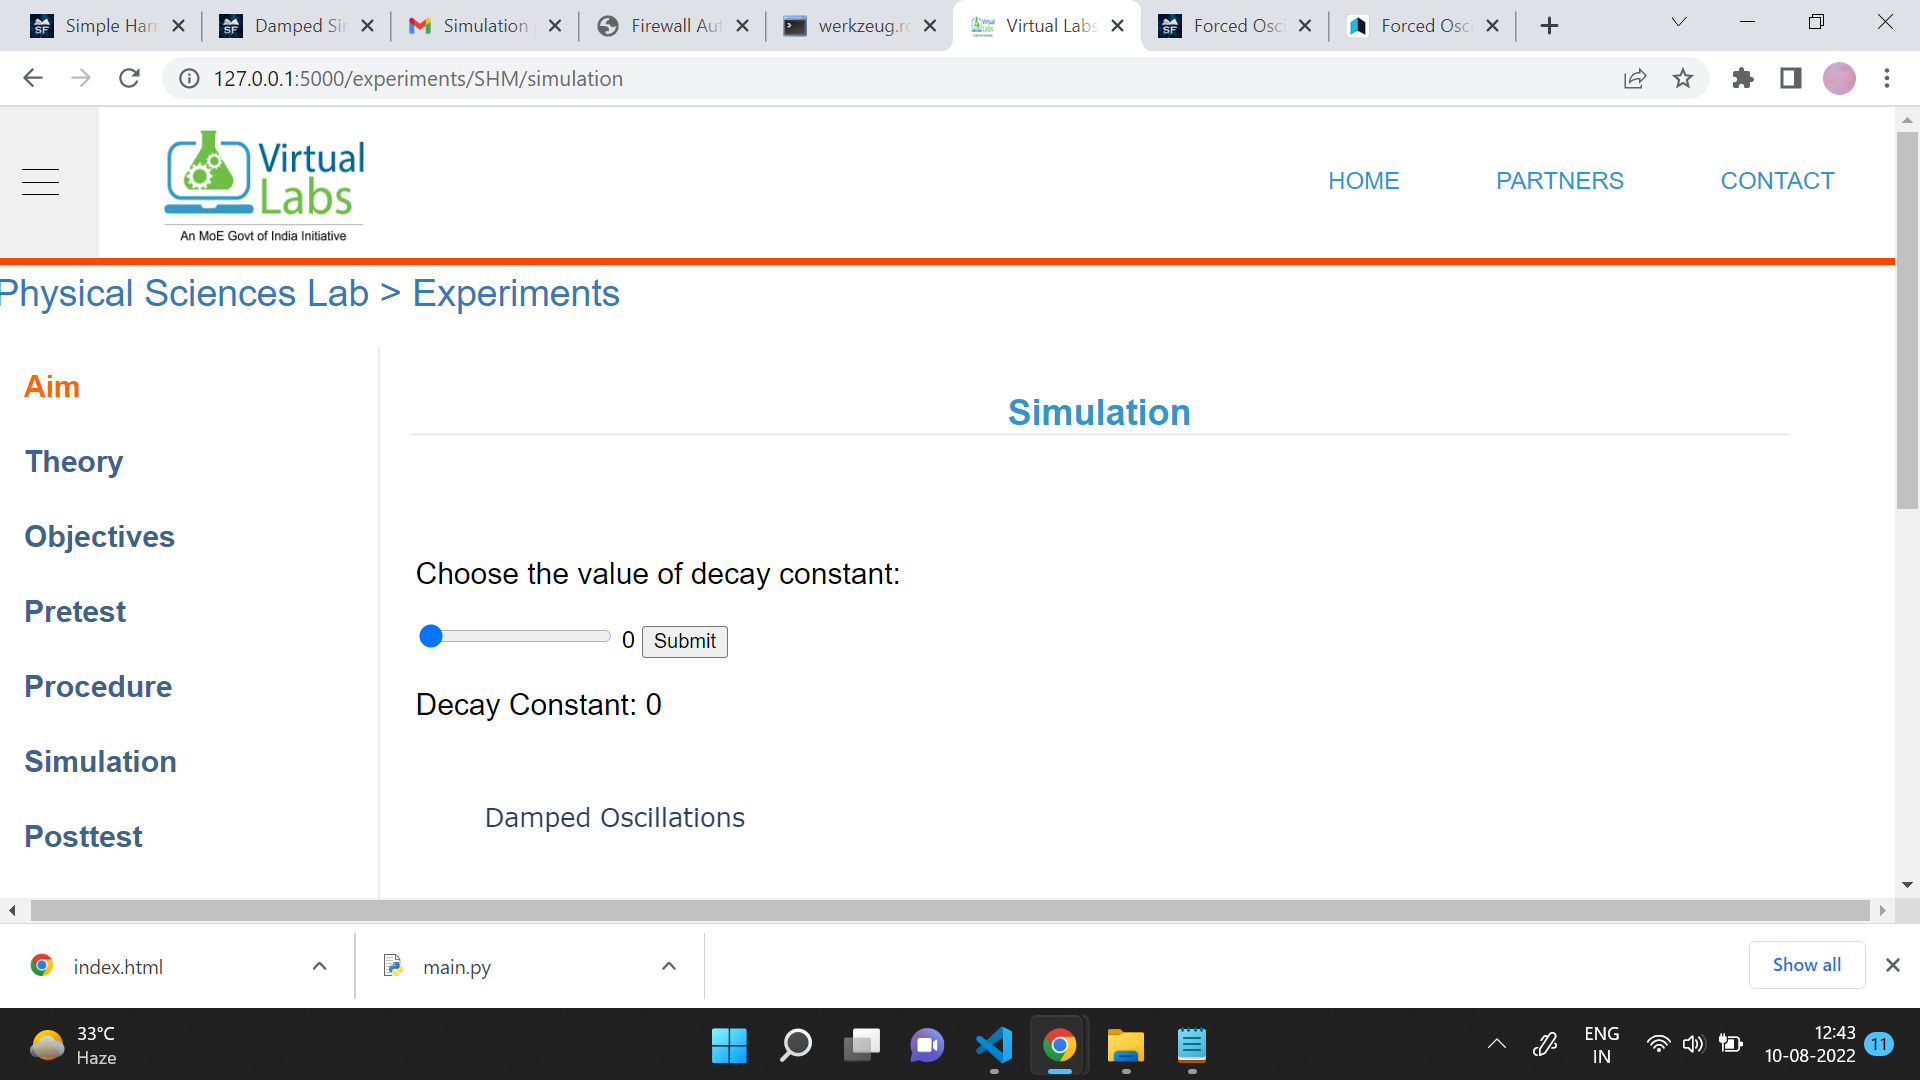 Simple Harr
Damped Sir
Simulation
Firewall Aut
werkzeug.ro
Virtual Labs
Forced Osci
Forced Osci
127.0.0.1:5000/experiments/SHM/simulation
Virtual
Labs
An MoE Govt of India Initiative
HOME
PARTNERS
CONTACT
Physical Sciences Lab > Experiments
Aim
Theory
Objectives
Pretest
Procedure
Simulation
Posttest
Simulation
Choose the value of decay constant:
0 Submit
Decay Constant: 0
Damped Oscillations
index.html
main.py
Show all
33°C
Haze
ENG
IN
12:43
10-08-2022
11